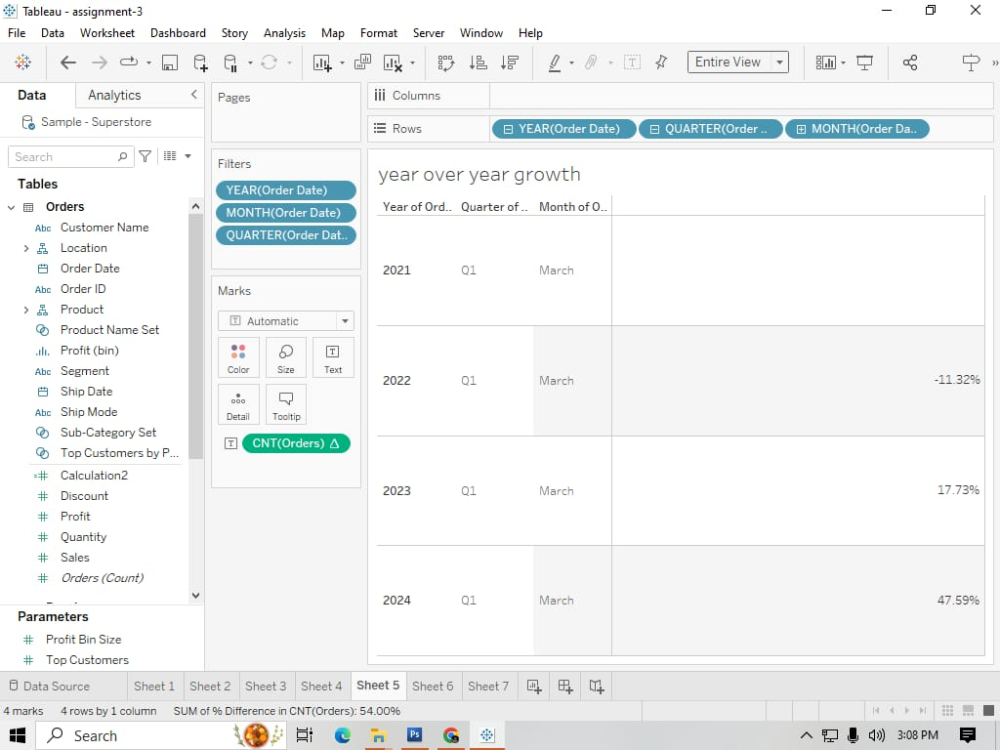 Tableau - assignment-3
File Data Worksheet Dashboard Story Analysis Map Format Server Window Help
Entire View
Data Analytics
Sample - Superstore
Search
Tables
Orders
Abc Customer Name
Location
Order Date
Abc Order ID
Product
Product Name Set
Profit (bin)
Abc Segment
Ship Date
Abc Ship Mode
Sub-Category Set
Top Customers by P...
Calculation2
Discount
Profit
Quantity
Sales
Orders (Count)
Parameters
Profit Bin Size
Top Customers
Pages
Filters
YEAR(Order Date)
MONTH(Order Date)
QUARTER(Order Dat..
Marks
Automatic
Color Size Text
Detail Tooltip
CNT(Orders) Δ
Columns
Rows YEAR(Order Date) QUARTER(Order .. MONTH(Order Da..
year over year growth
Year of Ord.. Quarter of .. Month of O..
2021 Q1 March
2022 Q1 March -11.32%
2023 Q1 March 17.73%
2024 Q1 March 47.59%
Data Source Sheet 1 Sheet 2 Sheet 3 Sheet 4 Sheet 5 Sheet 6 Sheet 7
4 marks 4 rows by 1 column SUM of % Difference in CNT(Orders): 54.00%
Search Ps 3:08 PM